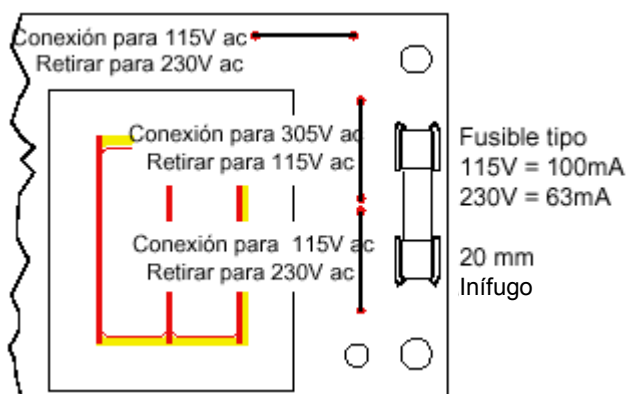 Conexión para 115V ac
Retirar para 230V ac
Conexión para 305V ac
Retirar para 115V ac
Conexión para 115V ac
Retirar para 230V ac
Fusible tipo
115V = 100mA
230V = 63mA
20 mm
Inífugo